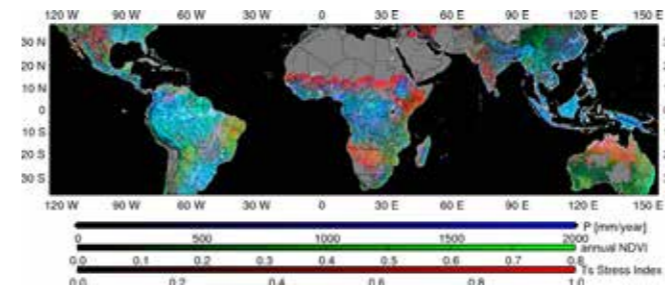 120 W 90 W 60 W 30 W 0 30 E 60 E 90 E 120 E 150 E
30 N
20 N
10 N
0
10 S
20 S
30 S
120 W 90 W 60 W 30 W 0 30 E 60 E 90 E 120 E 150 E
P [mm/year]
0 500 1000 1500 2000
annual NDVI
0.0 0.1 0.2 0.3 0.4 0.5 0.6 0.7 0.8
Ts Stress Index
0.0 0.2 0.4 0.6 0.8 1.0